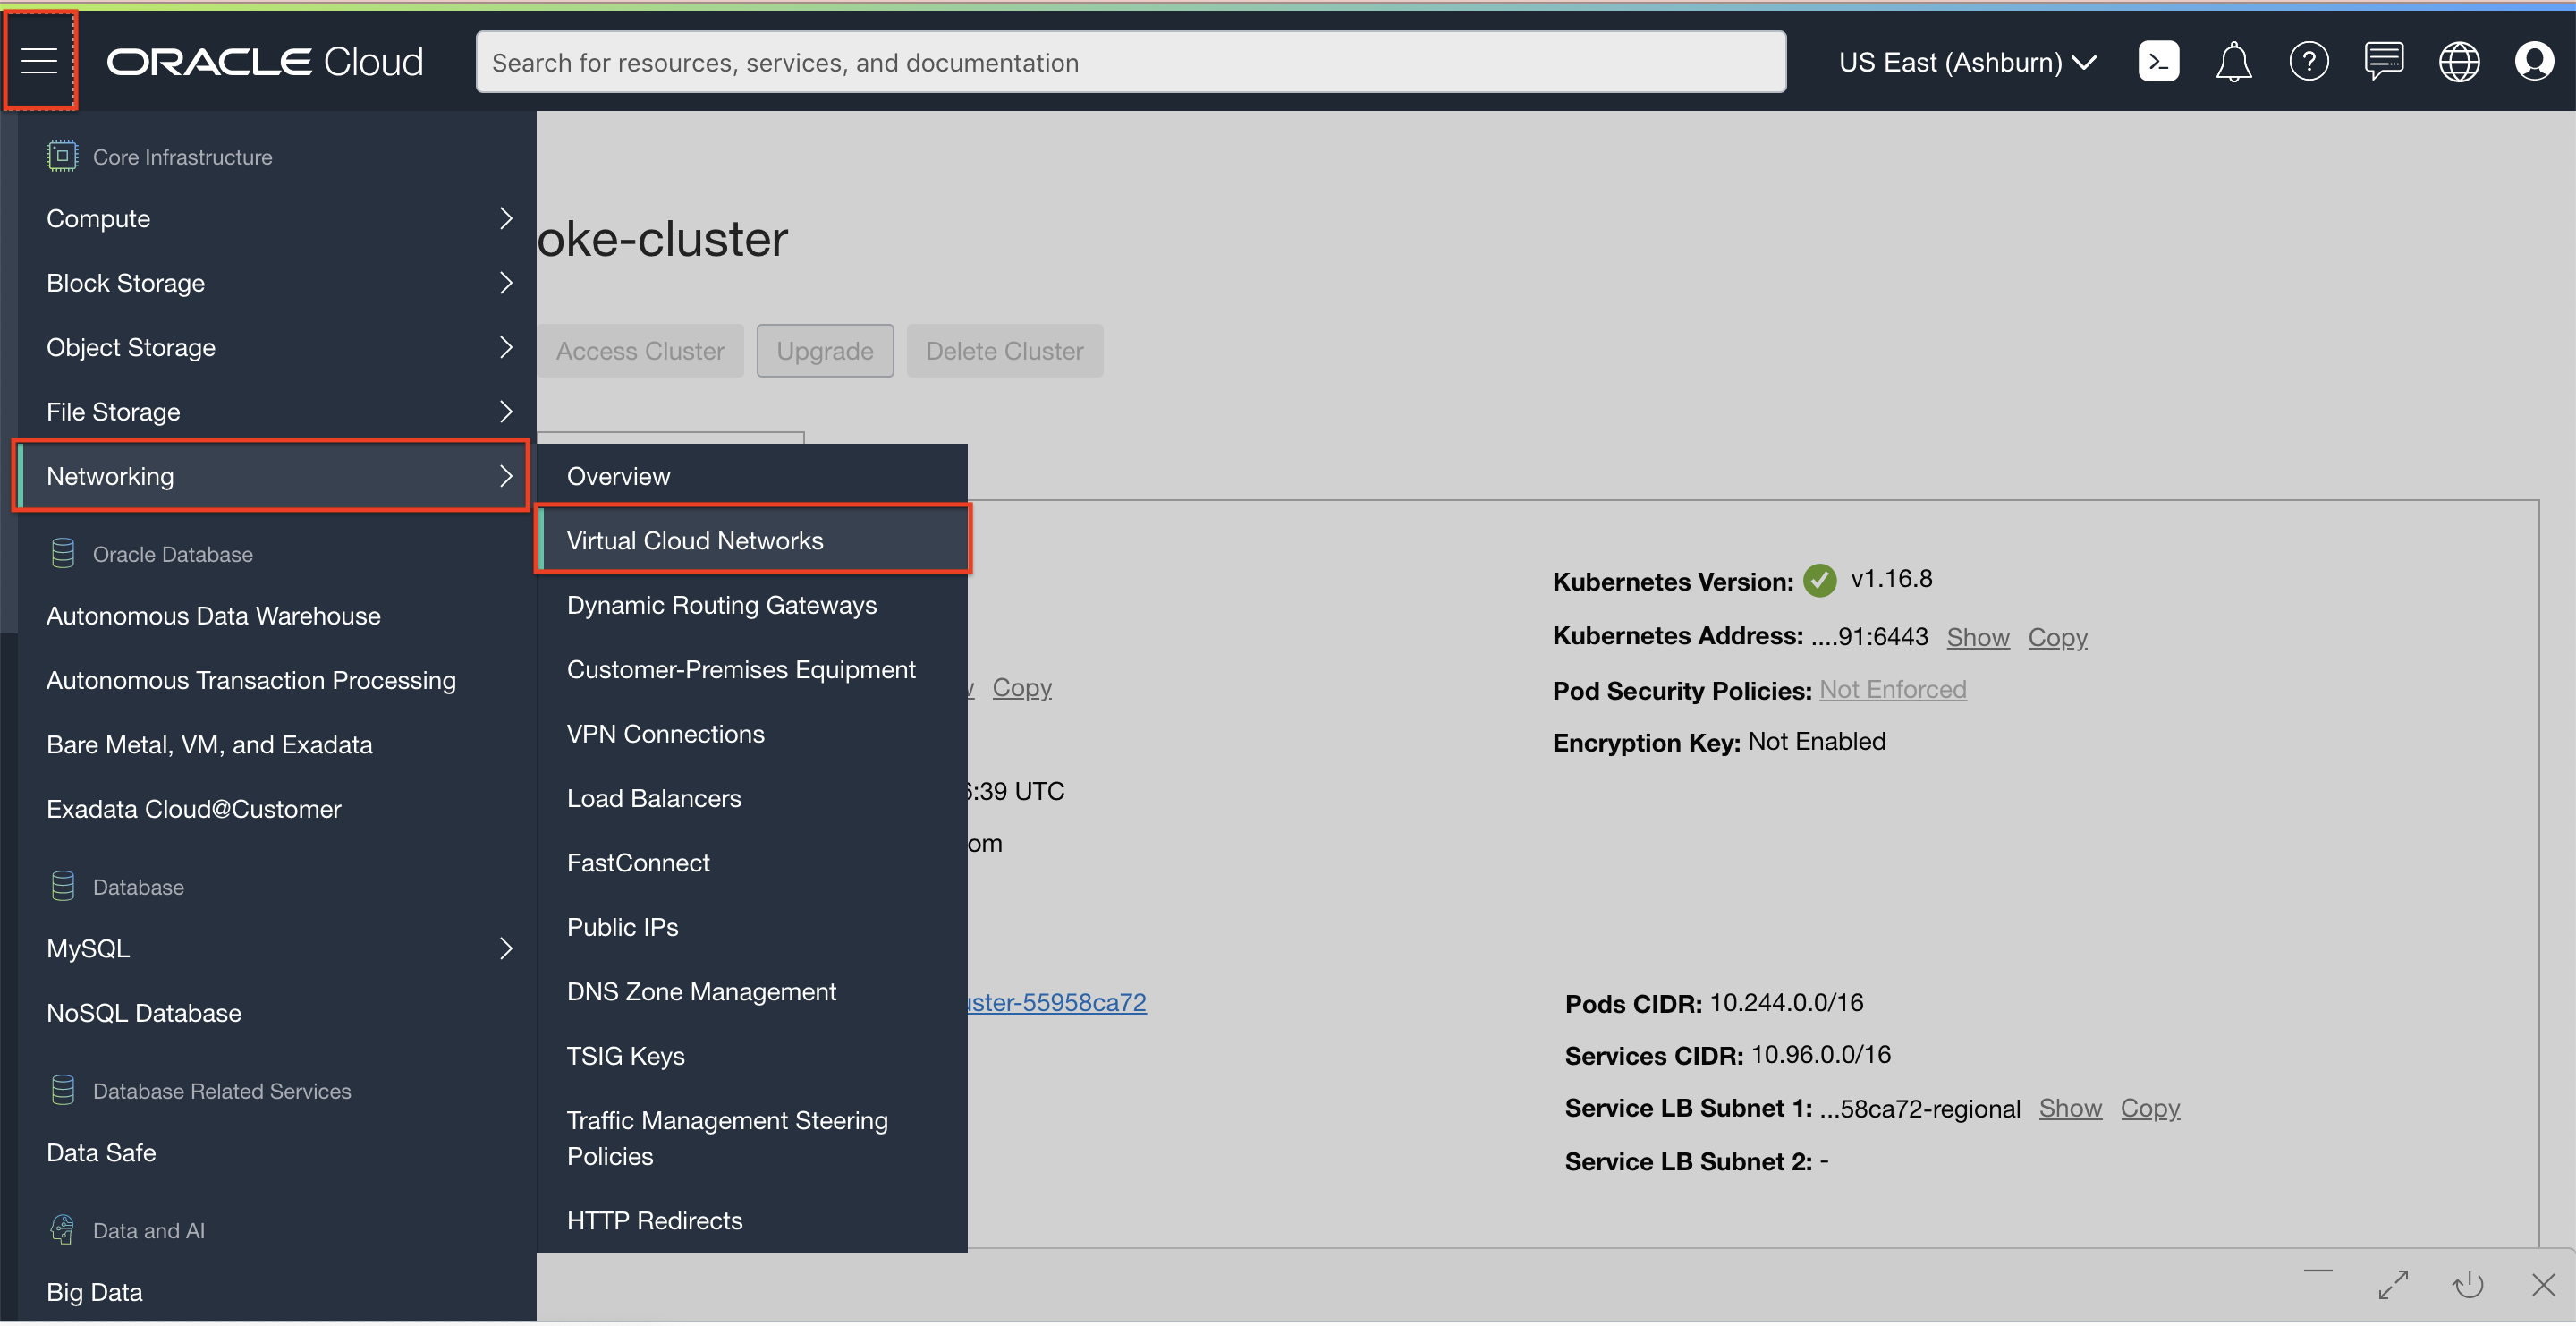 ORACLE Cloud
Search for resources, services, and documentation
US East (Ashburn)
Core Infrastructure
Compute
Block Storage
Object Storage
File Storage
Networking
Oracle Database
Autonomous Data Warehouse
Autonomous Transaction Processing
Bare Metal, VM, and Exadata
Exadata Cloud@Customer
Database
MySQL
NoSQL Database
Database Related Services
Data Safe
Data and AI
Big Data
Overview
Virtual Cloud Networks
Dynamic Routing Gateways
Customer-Premises Equipment
VPN Connections
Load Balancers
FastConnect
Public IPs
DNS Zone Management
TSIG Keys
Traffic Management Steering
Policies
HTTP Redirects
oke-cluster
Access Cluster Upgrade Delete Cluster
Copy
:39 UTC
om
uster-55958ca72
Kubernetes Version: v1.16.8
Kubernetes Address: ....91:6443 Show Copy
Pod Security Policies: Not Enforced
Encryption Key: Not Enabled
Pods CIDR: 10.244.0.0/16
Services CIDR: 10.96.0.0/16
Service LB Subnet 1: ...58ca72-regional Show Copy
Service LB Subnet 2: -